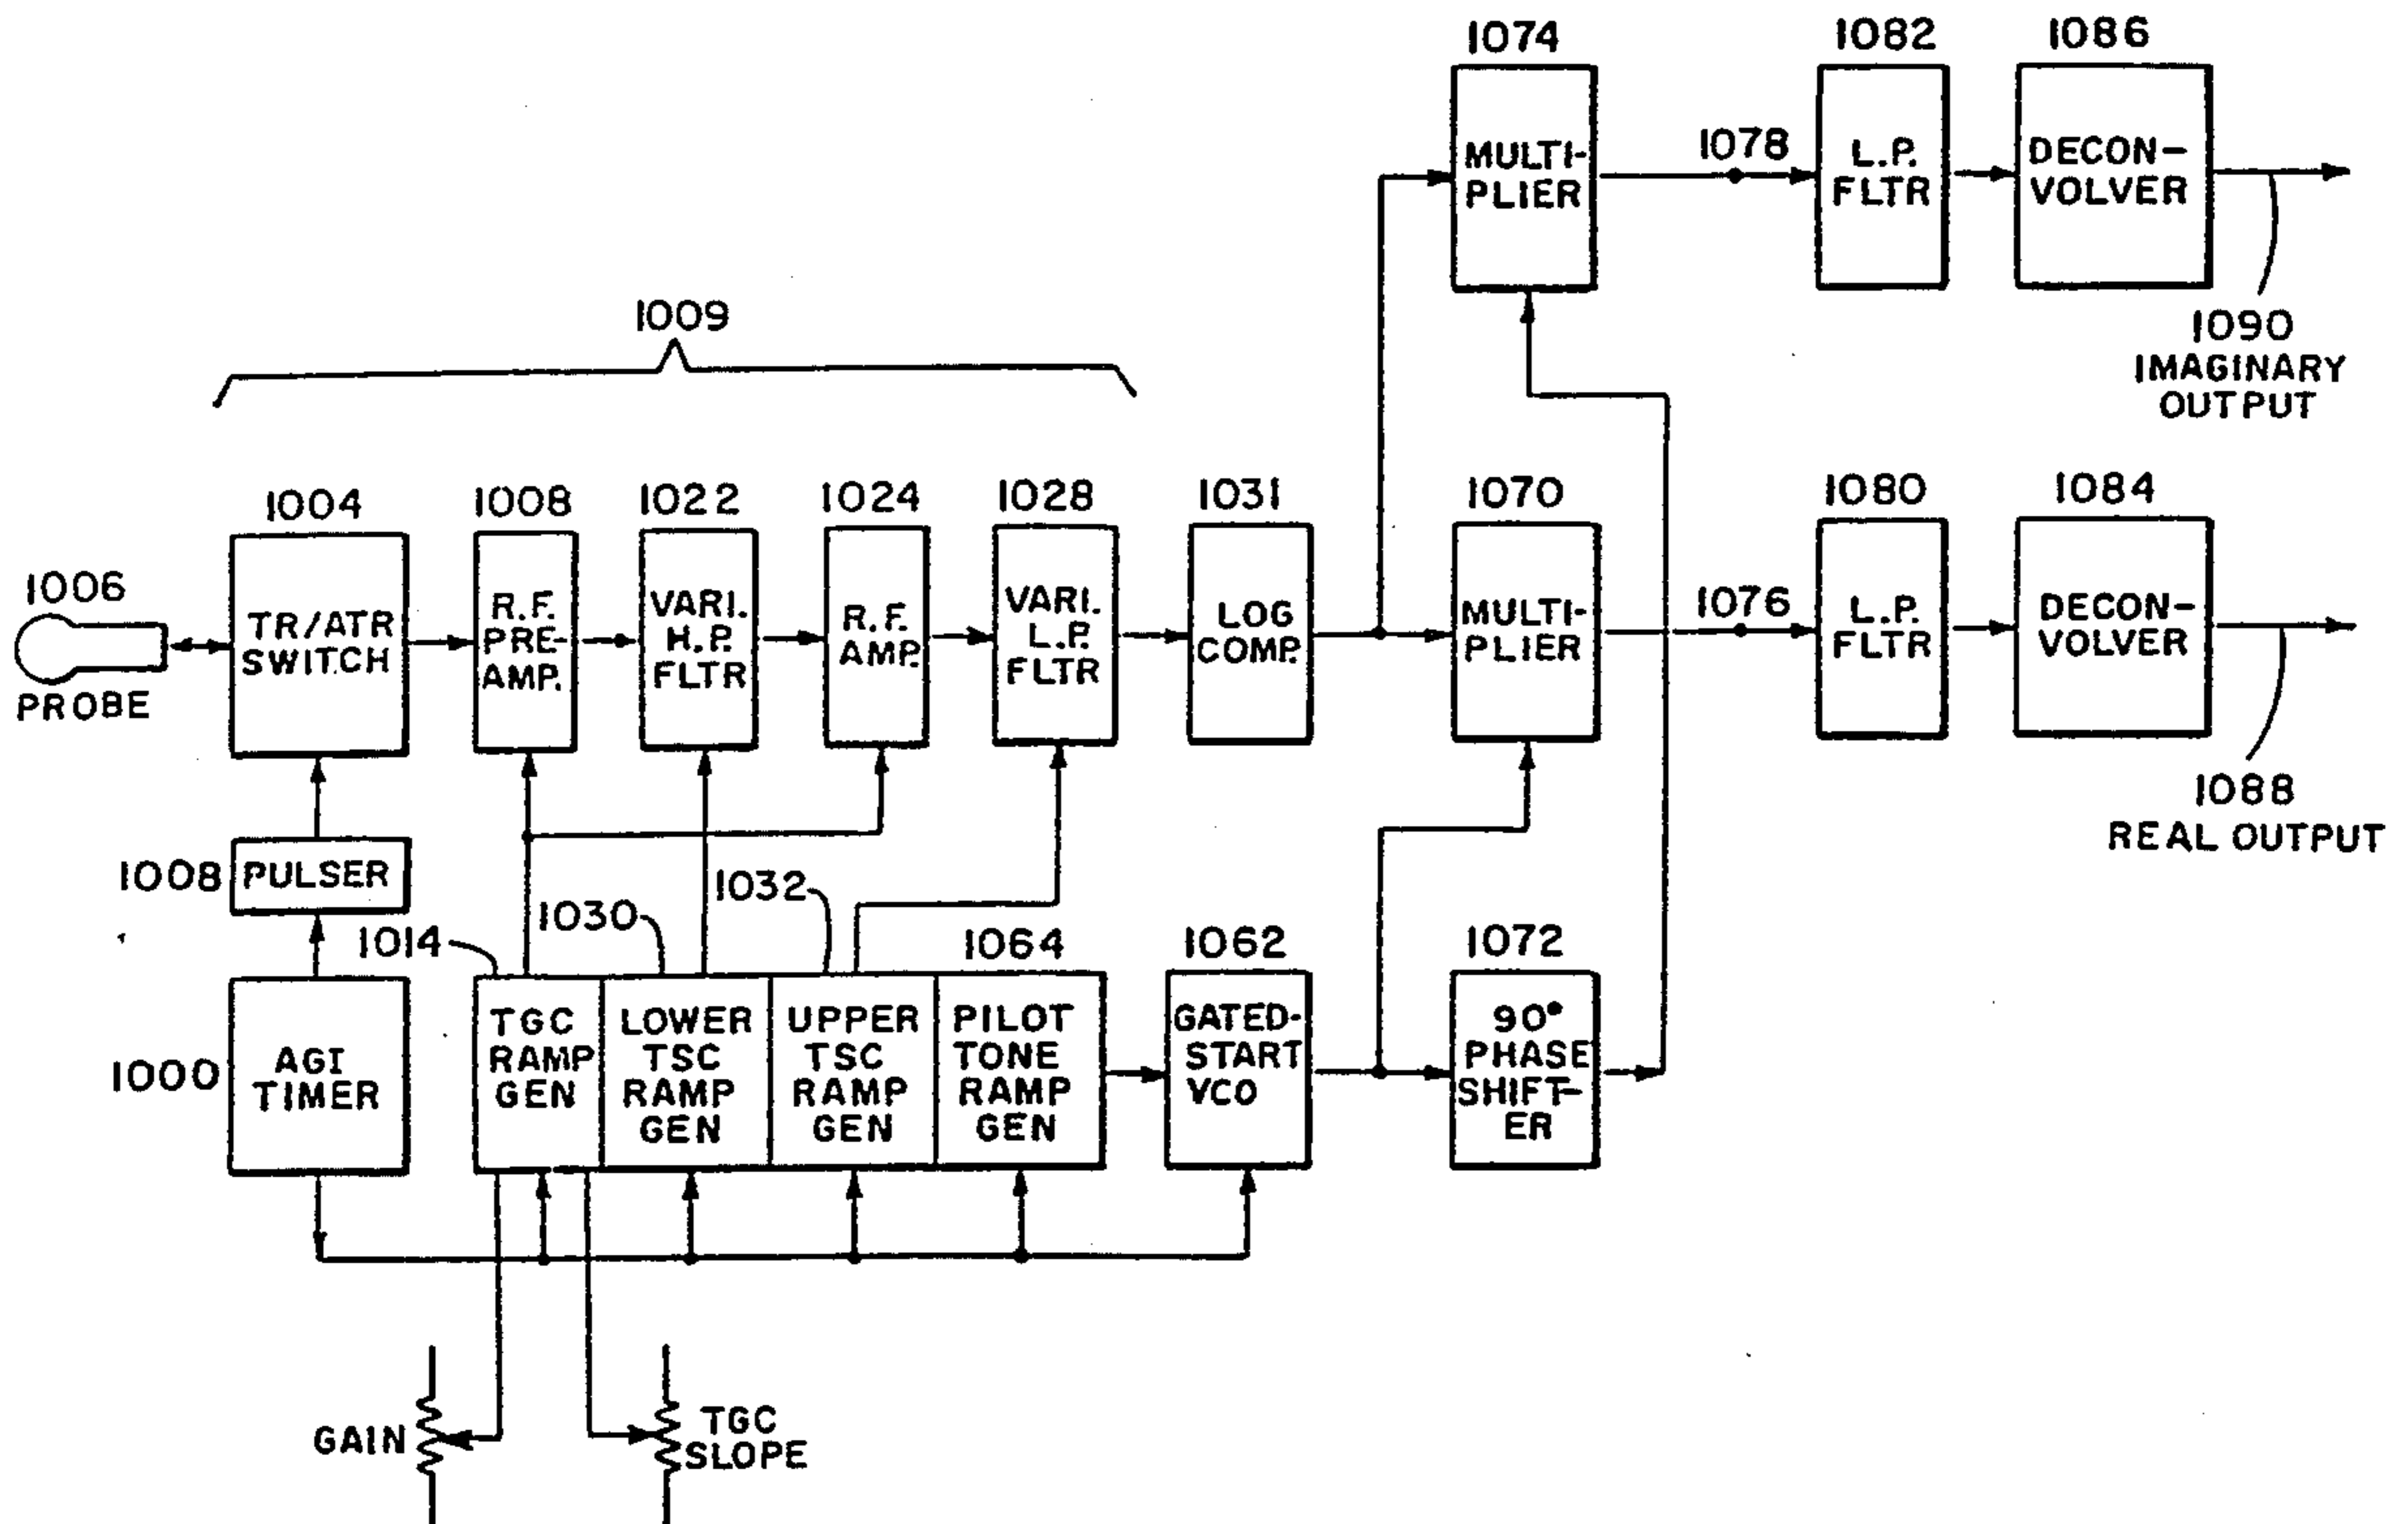 1074
1082
1086
MULTI-
PLIER
1078
L.P.
FLTR
DECON-
VOLVER
1090
IMAGINARY
OUTPUT
1009
1006
PROBE
1004
TR/ATR
SWITCH
1008
R.F.
PRE-
AMP.
1022
VARI.
H.P.
FLTR
1024
R.F.
AMP.
1028
VARI.
L.P.
FLTR
1031
LOG
COMP.
1070
MULTI-
PLIER
1076
1080
L.P.
FLTR
1084
DECON-
VOLVER
1088
REAL OUTPUT
1008
PULSER
1000
AGI
TIMER
1014
TGC
RAMP
GEN
1030
LOWER
TSC
RAMP
GEN
1032
UPPER
TSC
RAMP
GEN
1064
PILOT
TONE
RAMP
GEN
1062
GATED-
START
VCO
1072
90°
PHASE
SHIFT-
ER
GAIN
TGC
SLOPE